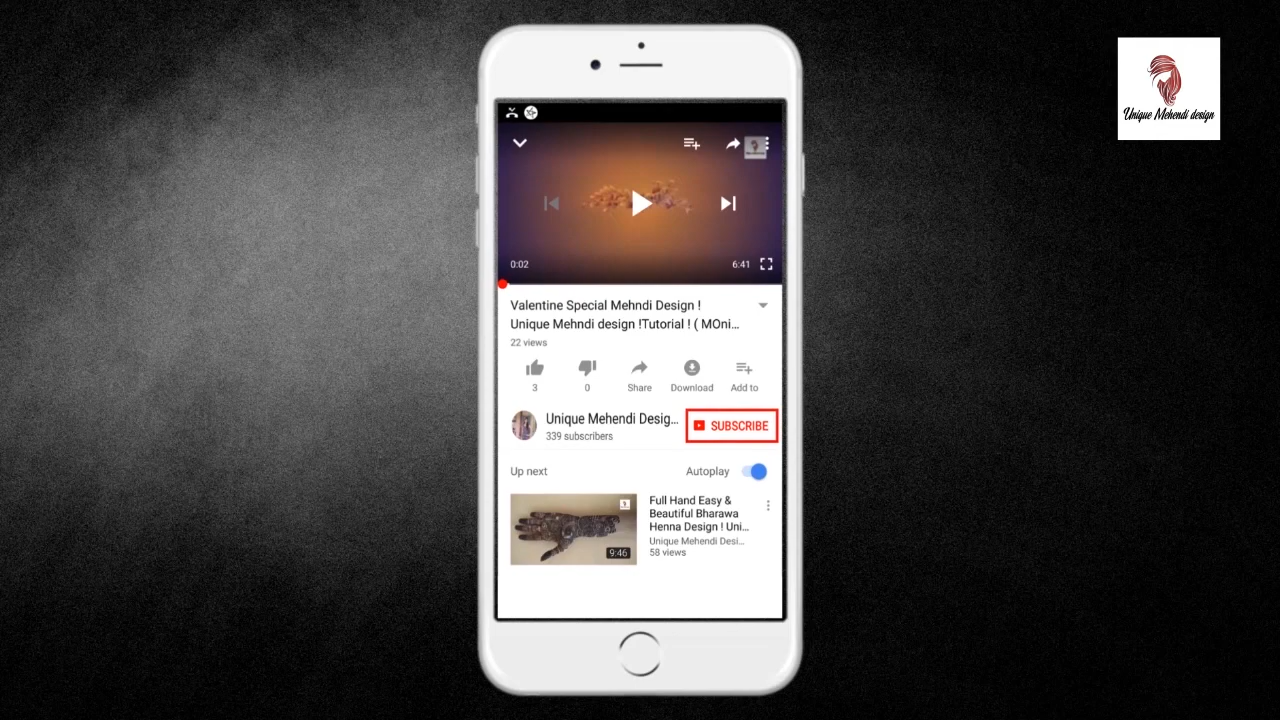 Unique Mehendi design
0:02
6:41
Valentine Special Mehndi Design !
Unique Mehndi design !Tutorial ! ( MOni...
22 views
3
0
Share
Download
Add to
Unique Mehendi Desig...
339 subscribers
SUBSCRIBE
Up next
Autoplay
Full Hand Easy &
Beautiful Bharawa
Henna Design ! Uni...
Unique Mehendi Desi...
58 views
9:46